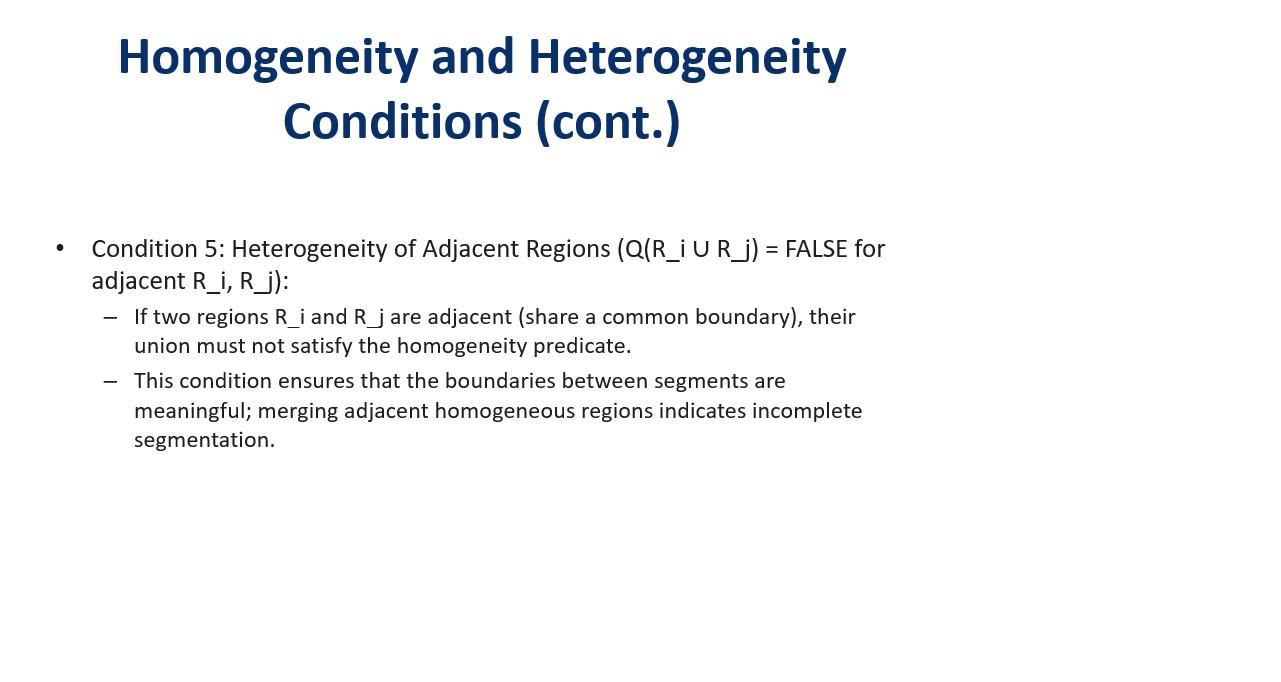 Homogeneity and Heterogeneity
Conditions (cont.)
• Condition 5: Heterogeneity of Adjacent Regions (Q(R_i ∪ R_j) = FALSE for
adjacent R_i, R_j):
– If two regions R_i and R_j are adjacent (share a common boundary), their
union must not satisfy the homogeneity predicate.
– This condition ensures that the boundaries between segments are
meaningful; merging adjacent homogeneous regions indicates incomplete
segmentation.